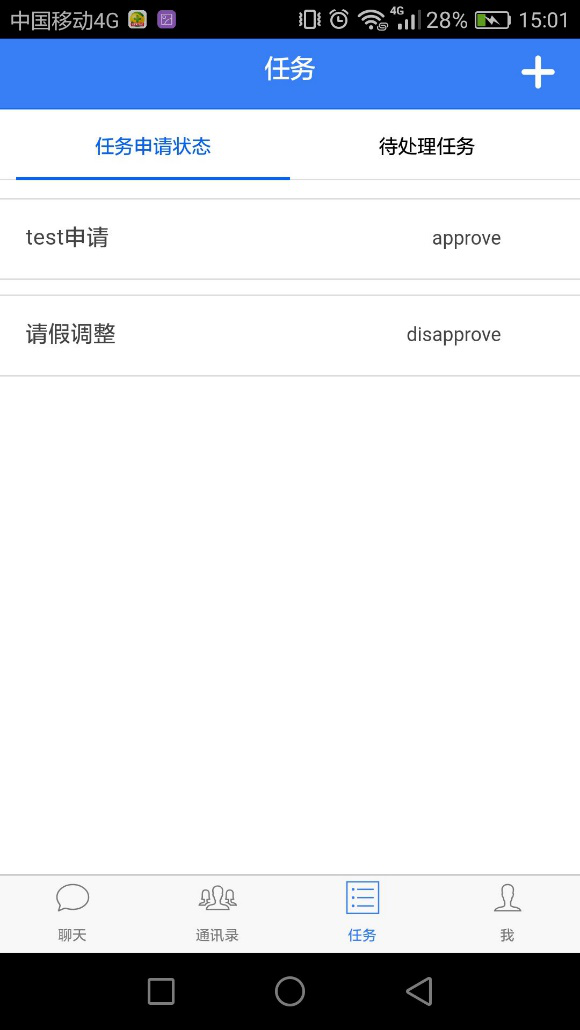 中国移动4G 4G 28% 15:01
任务
任务申请状态 待处理任务
test申请 approve
请假调整 disapprove
聊天 通讯录 任务 我